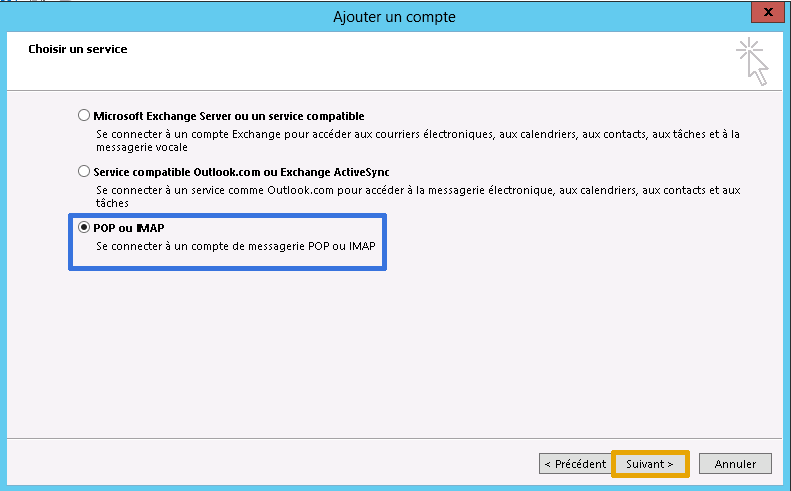 Ajouter un compte
x
Choisir un service
Microsoft Exchange Server ou un service compatible
Se connecter à un compte Exchange pour accéder aux courriers électroniques, aux calendriers, aux contacts, aux tâches et à la
messagerie vocale
Service compatible Outlook.com ou Exchange ActiveSync
Se connecter à un service comme Outlook.com pour accéder à la messagerie électronique, aux calendriers, aux contacts et aux
tâches
POP ou IMAP
Se connecter à un compte de messagerie POP ou IMAP
< Précédent Suivant > Annuler